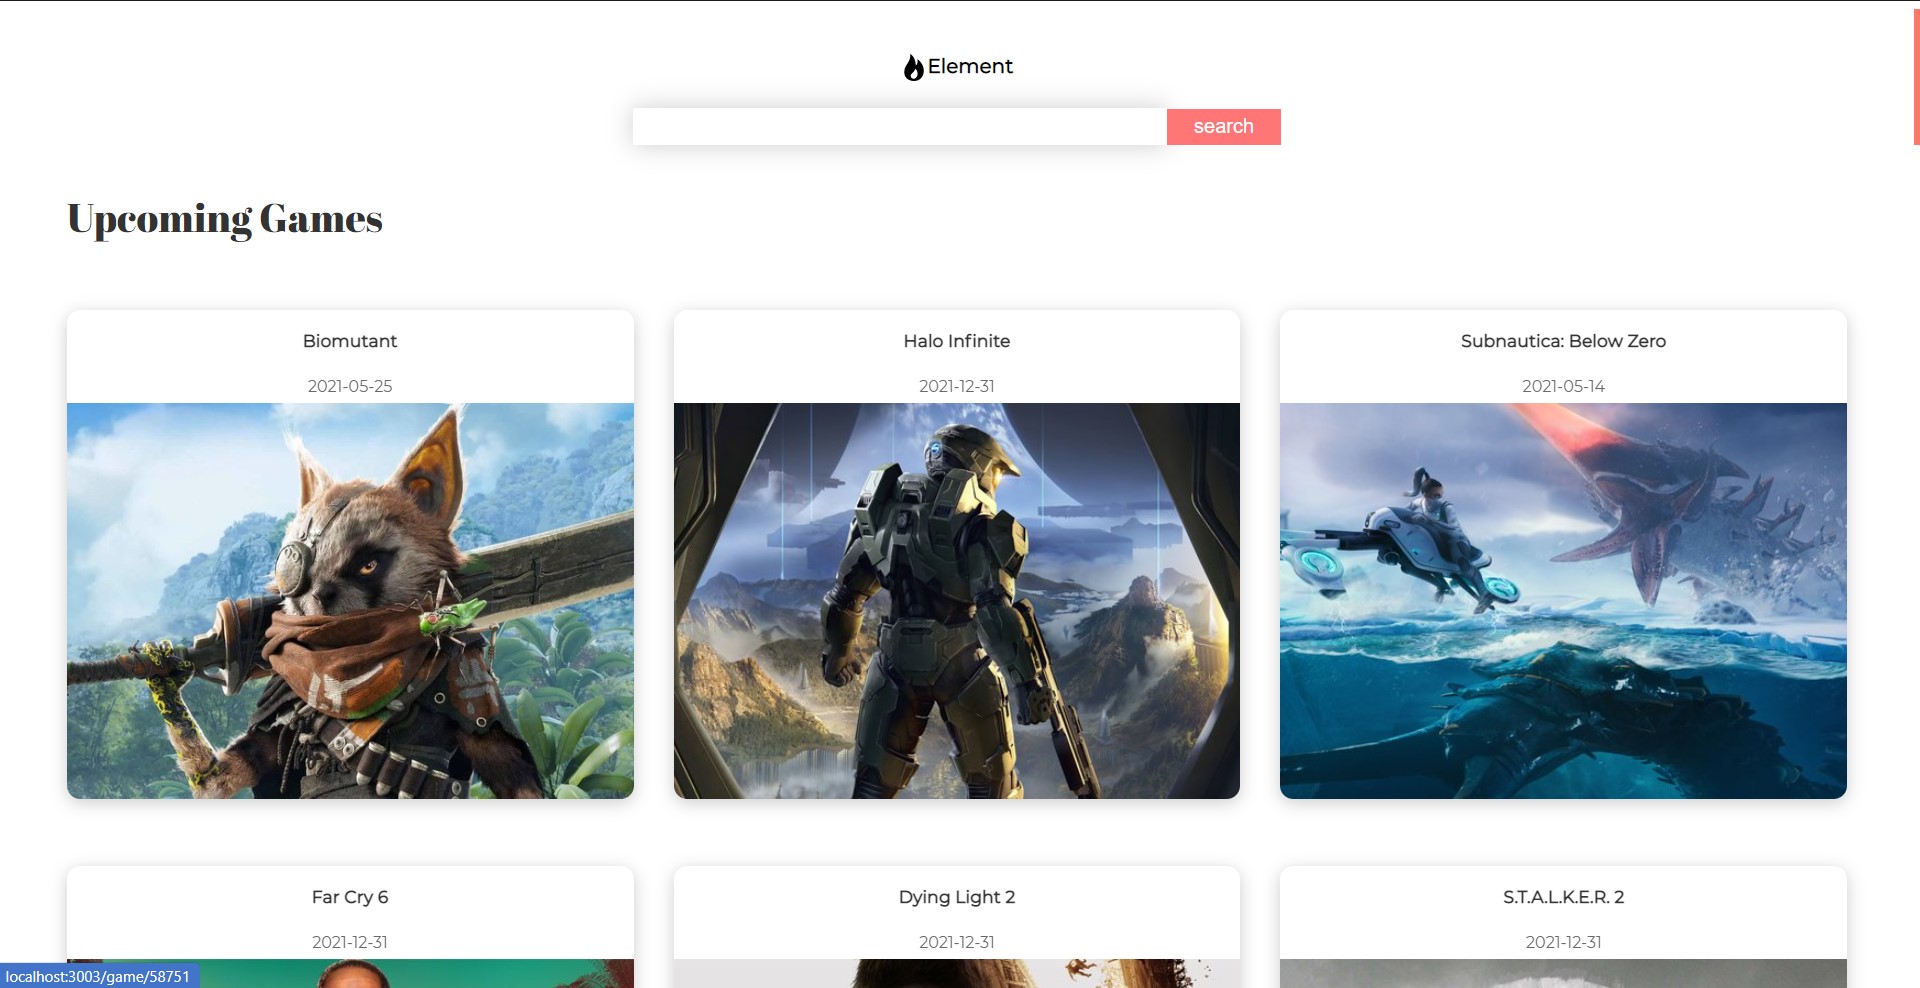 Element
search
Upcoming Games
Biomutant
2021-05-25
Halo Infinite
2021-12-31
Subnautica: Below Zero
2021-05-14
Far Cry 6
2021-12-31
Dying Light 2
2021-12-31
S.T.A.L.K.E.R. 2
2021-12-31
localhost:3003/game/58751